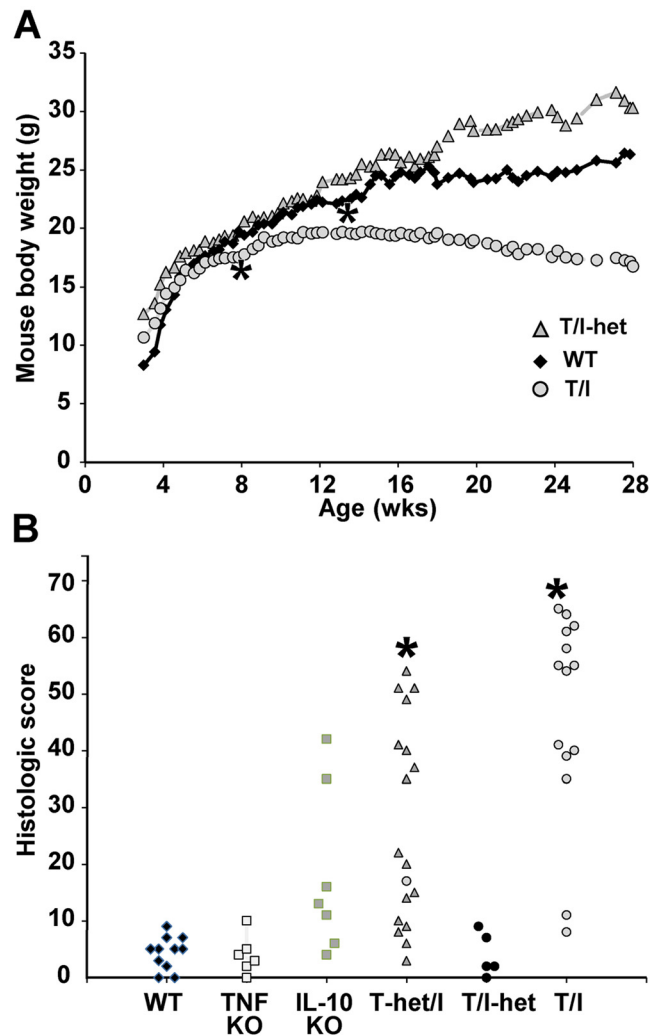 A
35
30
25
20
15
10
5
0
Mouse body weight (g)
*
*
T/I-het
WT
T/I
0 4 8 12 16 20 24 28
Age (wks)
B
70
60
50
40
30
20
10
0
Histologic score
*
*
WT TNF IL-10 T-het/I T/I-het T/I
KO KO